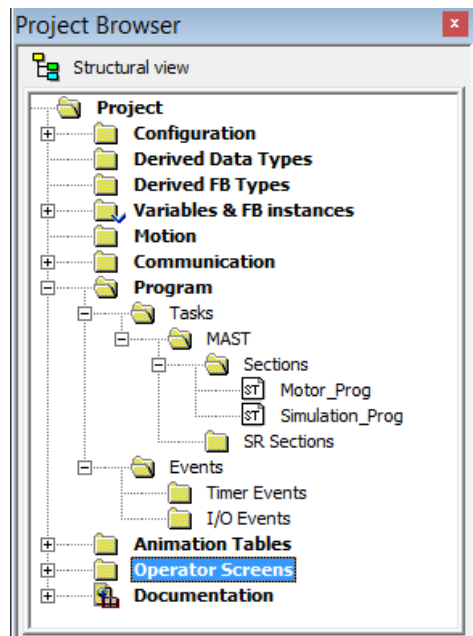 Project Browser
x
Structural view
Project
Configuration
Derived Data Types
Derived FB Types
Variables & FB instances
Motion
Communication
Program
Tasks
MAST
Sections
ST Motor_Prog
ST Simulation_Prog
SR Sections
Events
Timer Events
I/O Events
Animation Tables
Operator Screens
Documentation